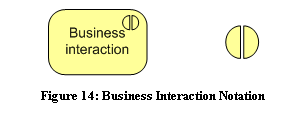 Business
interaction
Figure 14: Business Interaction Notation